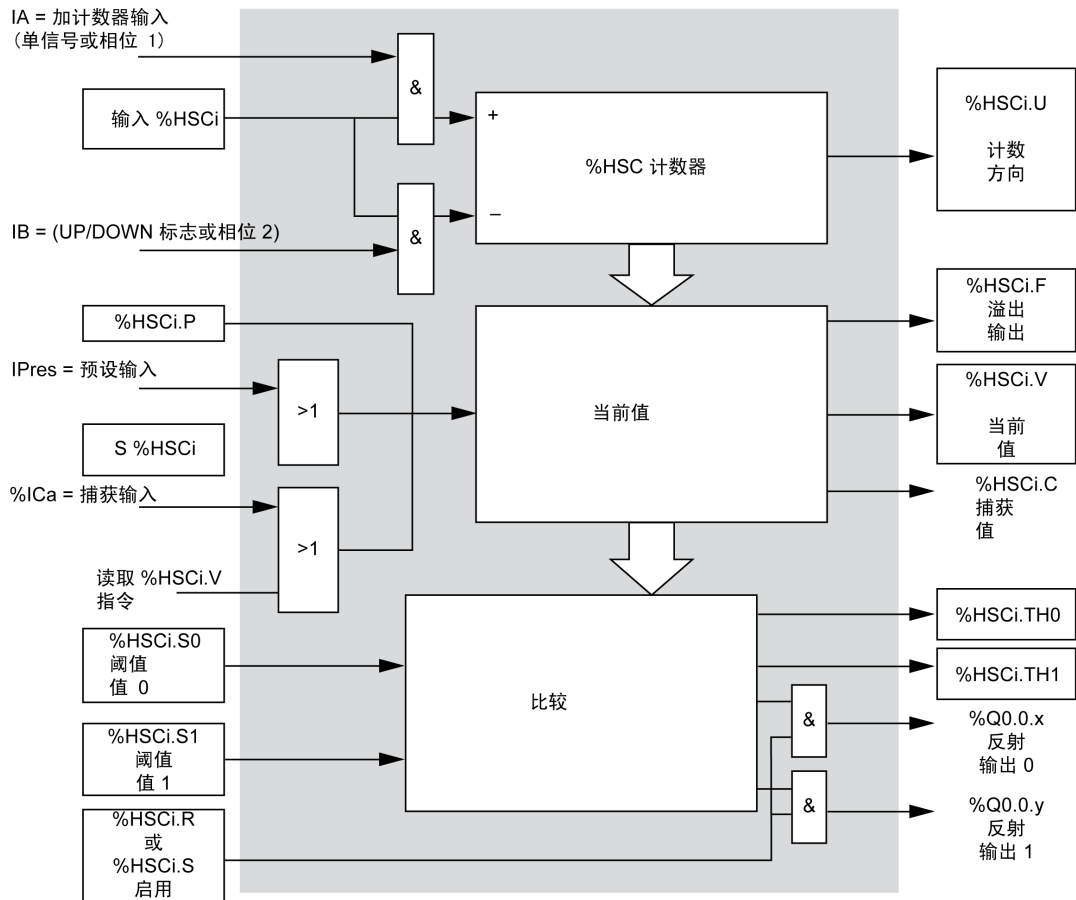 IA = 加计数器输入
(单信号或相位 1)
输入 %HSCi
&
+
%HSC 计数器
–
%HSCi.U
计数
方向
IB = (UP/DOWN 标志或相位 2)
&
%HSCi.P
%HSCi.F
溢出
输出
IPres = 预设输入
>1
当前值
%HSCi.V
当前
值
S %HSCi
%ICa = 捕获输入
>1
%HSCi.C
捕获
值
读取 %HSCi.V
指令
%HSCi.S0
阈值
值 0
比较
%HSCi.TH0
%HSCi.TH1
&
%Q0.0.x
反射
输出 0
%HSCi.S1
阈值
值 1
&
%Q0.0.y
反射
输出 1
%HSCi.R
或
%HSCi.S
启用